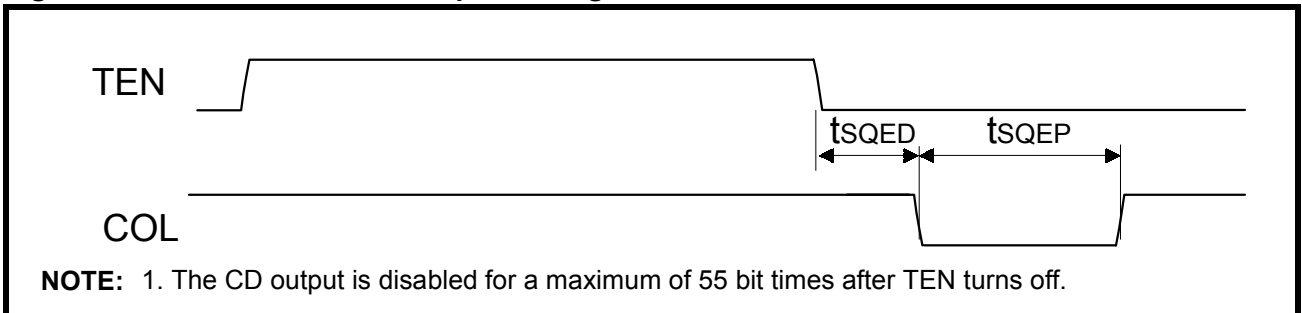 TEN
tSQED
tSQEP
COL
NOTE: 1. The CD output is disabled for a maximum of 55 bit times after TEN turns off.